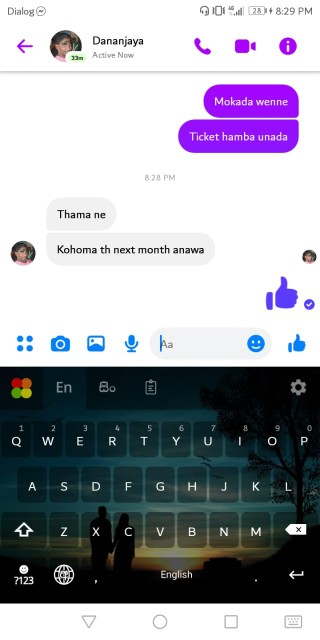 Dialog
4G
28
8:29 PM
Dananjaya
33m
Active Now
Mokada wenne
Ticket hamba unada
8:28 PM
Thama ne
Kohoma th next month anawa
Aa
En
1 2 3 4 5 6 7 8 9 0
Q W E R T Y U I O P
A S D F G H J K L
Z X C V B N M
?123
,
English
.